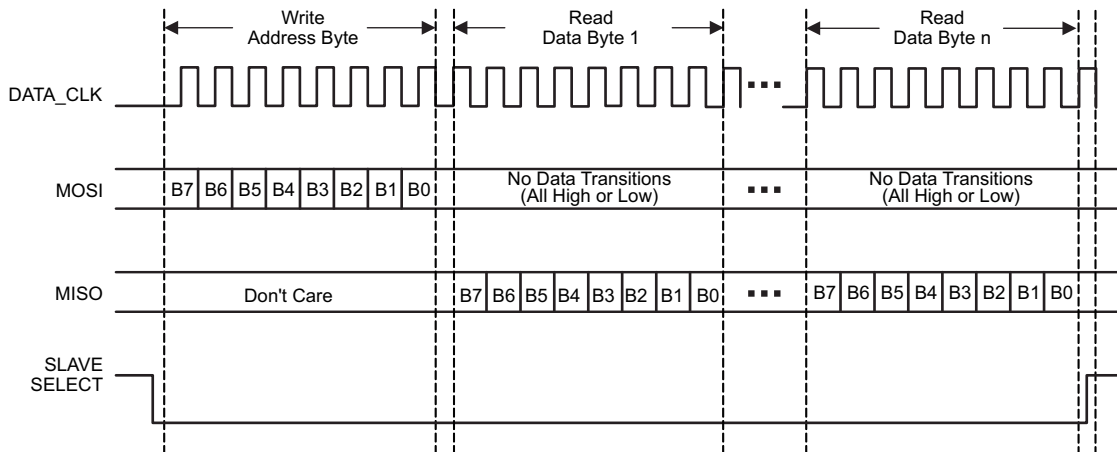 Write
Address Byte
Read
Data Byte 1
Read
Data Byte n
DATA_CLK
MOSI
B7 B6 B5 B4 B3 B2 B1 B0
No Data Transitions
(All High or Low)
No Data Transitions
(All High or Low)
MISO
Don't Care
B7 B6 B5 B4 B3 B2 B1 B0
B7 B6 B5 B4 B3 B2 B1 B0
SLAVE
SELECT